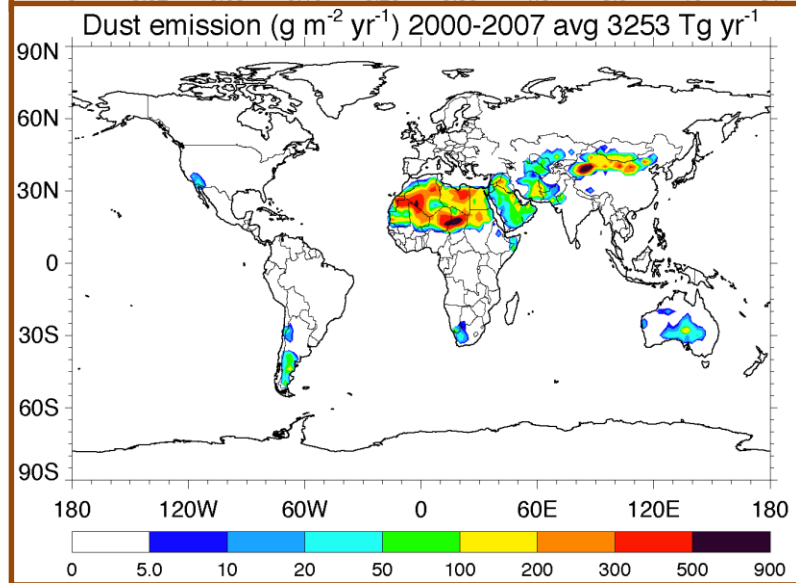 Dust emission (g m⁻² yr⁻¹) 2000-2007 avg 3253 Tg yr⁻¹
90N
60N
30N
0
30S
60S
90S
180 120W 60W 0 60E 120E 180
0 5.0 10 20 50 100 200 300 500 900